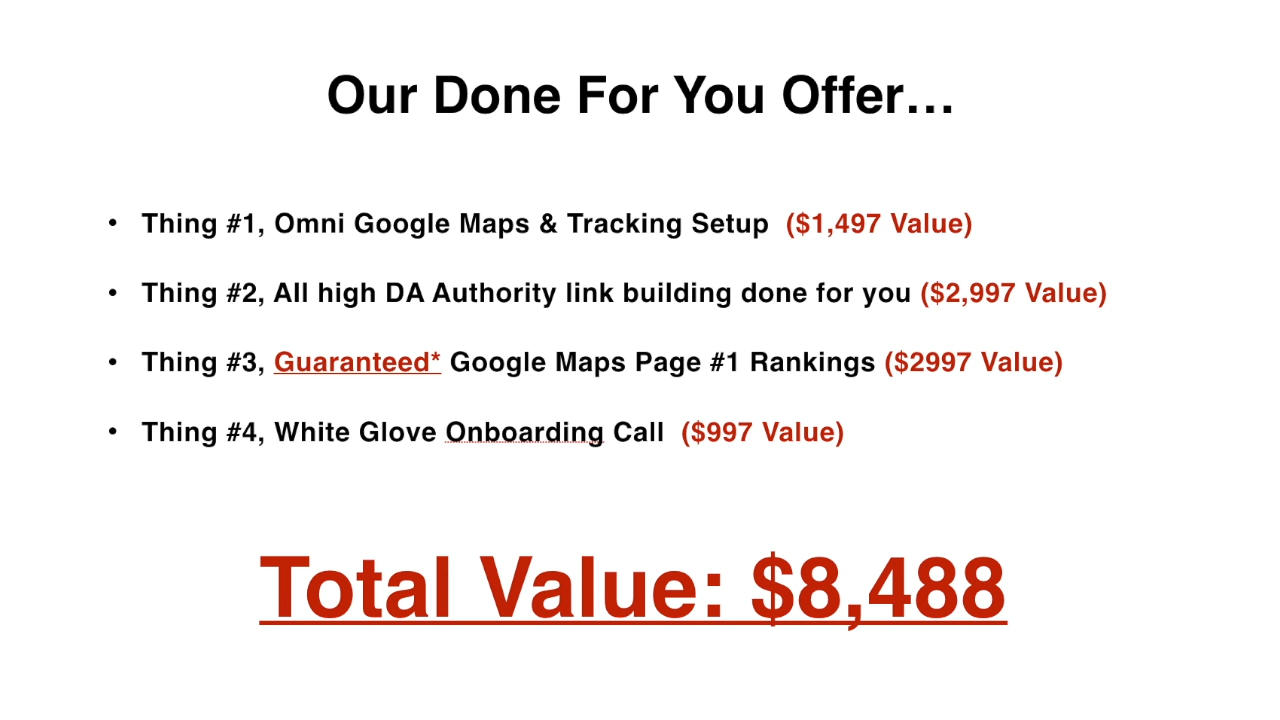 Our Done For You Offer…
• Thing #1, Omni Google Maps & Tracking Setup  ($1,497 Value)
• Thing #2, All high DA Authority link building done for you ($2,997 Value)
• Thing #3, Guaranteed* Google Maps Page #1 Rankings ($2997 Value)
• Thing #4, White Glove Onboarding Call  ($997 Value)
Total Value: $8,488